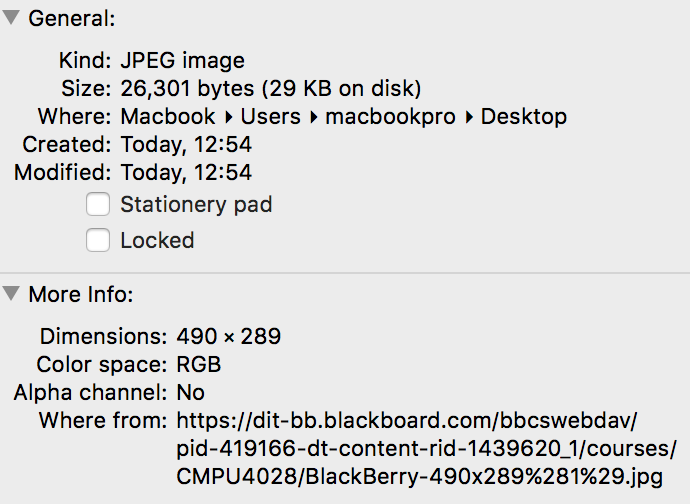 General:
Kind: JPEG image
Size: 26,301 bytes (29 KB on disk)
Where: Macbook ▸ Users ▸ macbookpro ▸ Desktop
Created: Today, 12:54
Modified: Today, 12:54
Stationery pad
Locked
More Info:
Dimensions: 490 × 289
Color space: RGB
Alpha channel: No
Where from: https://dit-bb.blackboard.com/bbcswebdav/
pid-419166-dt-content-rid-1439620_1/courses/
CMPU4028/BlackBerry-490x289%281%29.jpg